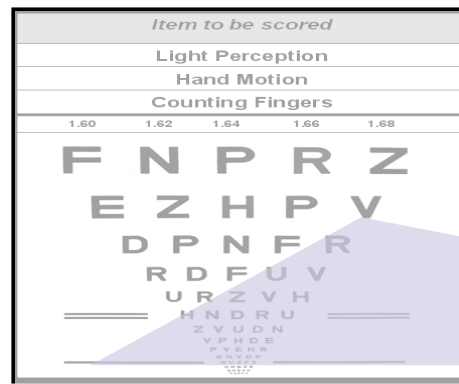 Item to be scored
Light Perception
Hand Motion
Counting Fingers
1.60 1.62 1.64 1.66 1.68
F N P R Z
E Z H P V
D P N F R
R D F U V
U R Z V H
H N D R U
Z V U D N
V P H D E
P V E H R